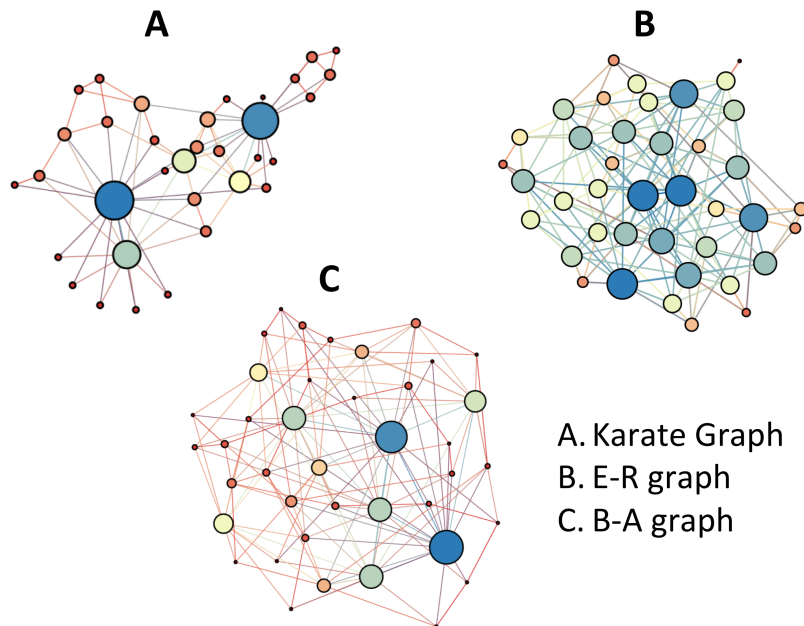 A
B
C
A. Karate Graph
B. E-R graph
C. B-A graph